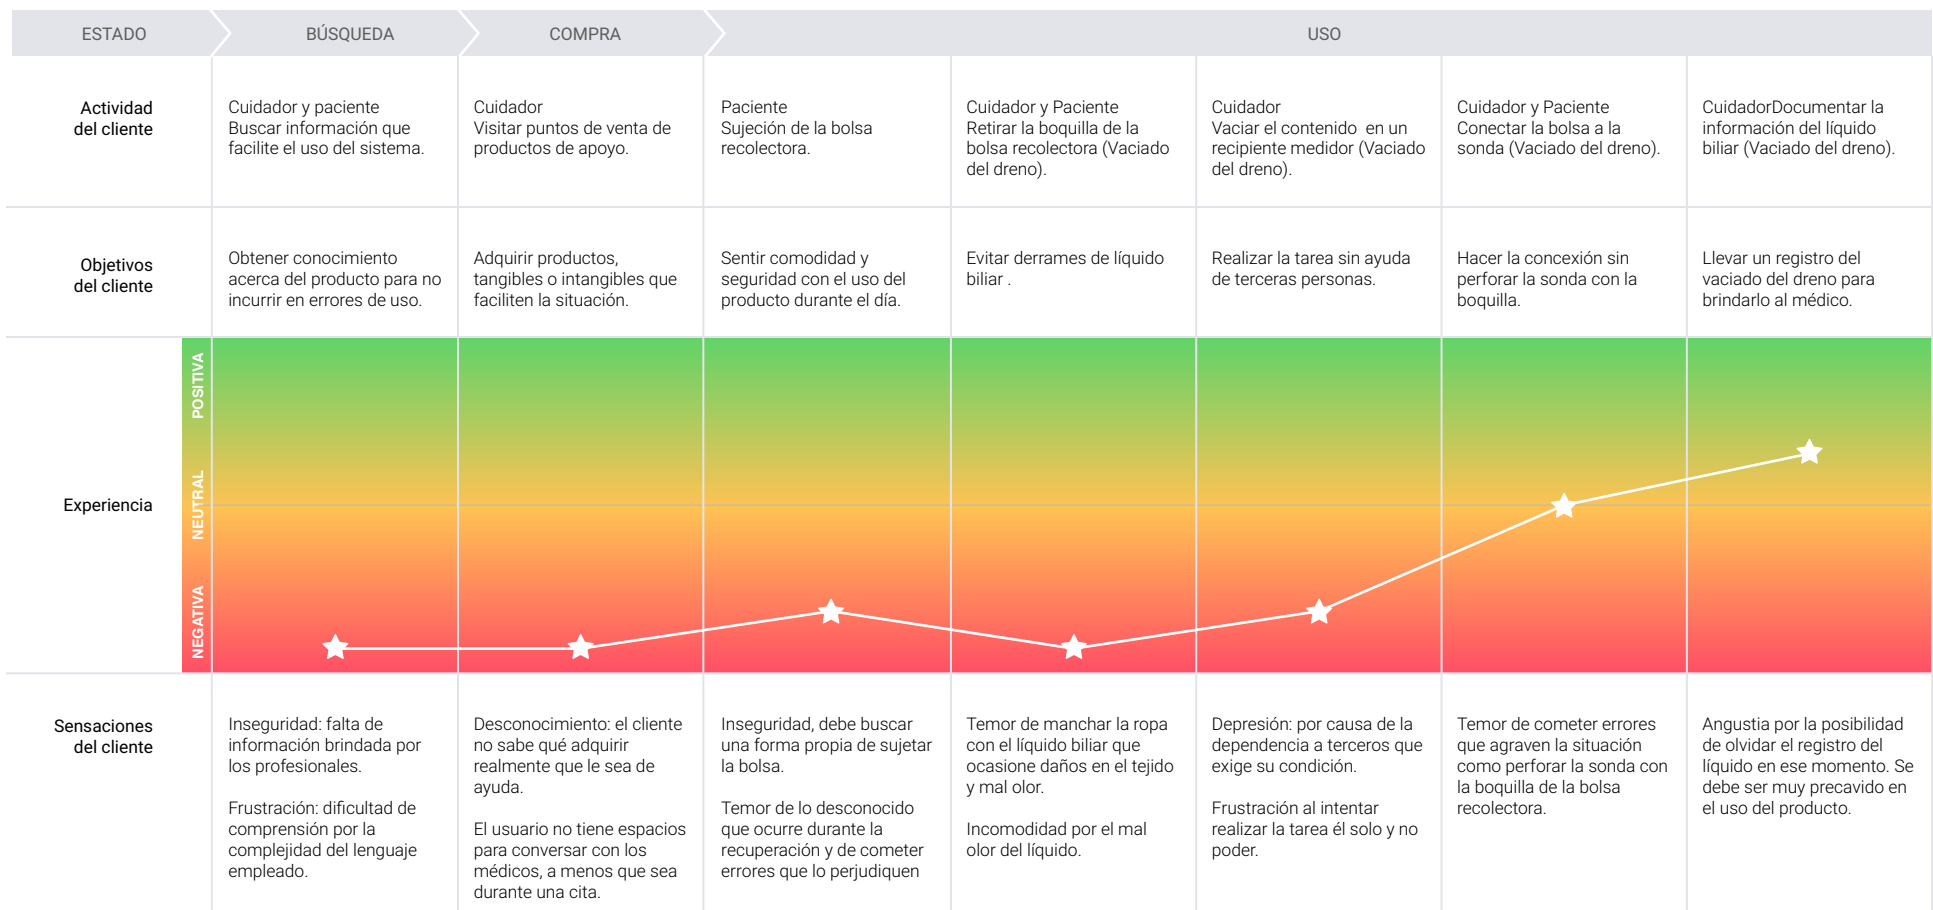 ESTADO
BÚSQUEDA
COMPRA
USO
Actividad
del cliente
Cuidador y paciente
Buscar información que
facilite el uso del sistema.
Cuidador
Visitar puntos de venta de
productos de apoyo.
Paciente
Sujeción de la bolsa
recolectora.
Cuidador y Paciente
Retirar la boquilla de la
bolsa recolectora (Vaciado
del dreno).
Cuidador
Vaciar el contenido  en un
recipiente medidor (Vaciado
del dreno).
Cuidador y Paciente
Conectar la bolsa a la
sonda (Vaciado del dreno).
CuidadorDocumentar la
información del líquido
biliar (Vaciado del dreno).
Objetivos
del cliente
Obtener conocimiento
acerca del producto para no
incurrir en errores de uso.
Adquirir productos,
tangibles o intangibles que
faciliten la situación.
Sentir comodidad y
seguridad con el uso del
producto durante el día.
Evitar derrames de líquido
biliar .
Realizar la tarea sin ayuda
de terceras personas.
Hacer la concexión sin
perforar la sonda con la
boquilla.
Llevar un registro del
vaciado del dreno para
brindarlo al médico.
Experiencia
POSITIVA
NEUTRAL
NEGATIVA
Sensaciones
del cliente
Inseguridad: falta de
información brindada por
los profesionales.
Frustración: dificultad de
comprensión por la
complejidad del lenguaje
empleado.
Desconocimiento: el cliente
no sabe qué adquirir
realmente que le sea de
ayuda.
El usuario no tiene espacios
para conversar con los
médicos, a menos que sea
durante una cita.
Inseguridad, debe buscar
una forma propia de sujetar
la bolsa.
Temor de lo desconocido
que ocurre durante la
recuperación y de cometer
errores que lo perjudiquen
Temor de manchar la ropa
con el líquido biliar que
ocasione daños en el tejido
y mal olor.
Incomodidad por el mal
olor del líquido.
Depresión: por causa de la
dependencia a terceros que
exige su condición.
Frustración al intentar
realizar la tarea él solo y no
poder.
Temor de cometer errores
que agraven la situación
como perforar la sonda con
la boquilla de la bolsa
recolectora.
Angustia por la posibilidad
de olvidar el registro del
líquido en ese momento. Se
debe ser muy precavido en
el uso del producto.